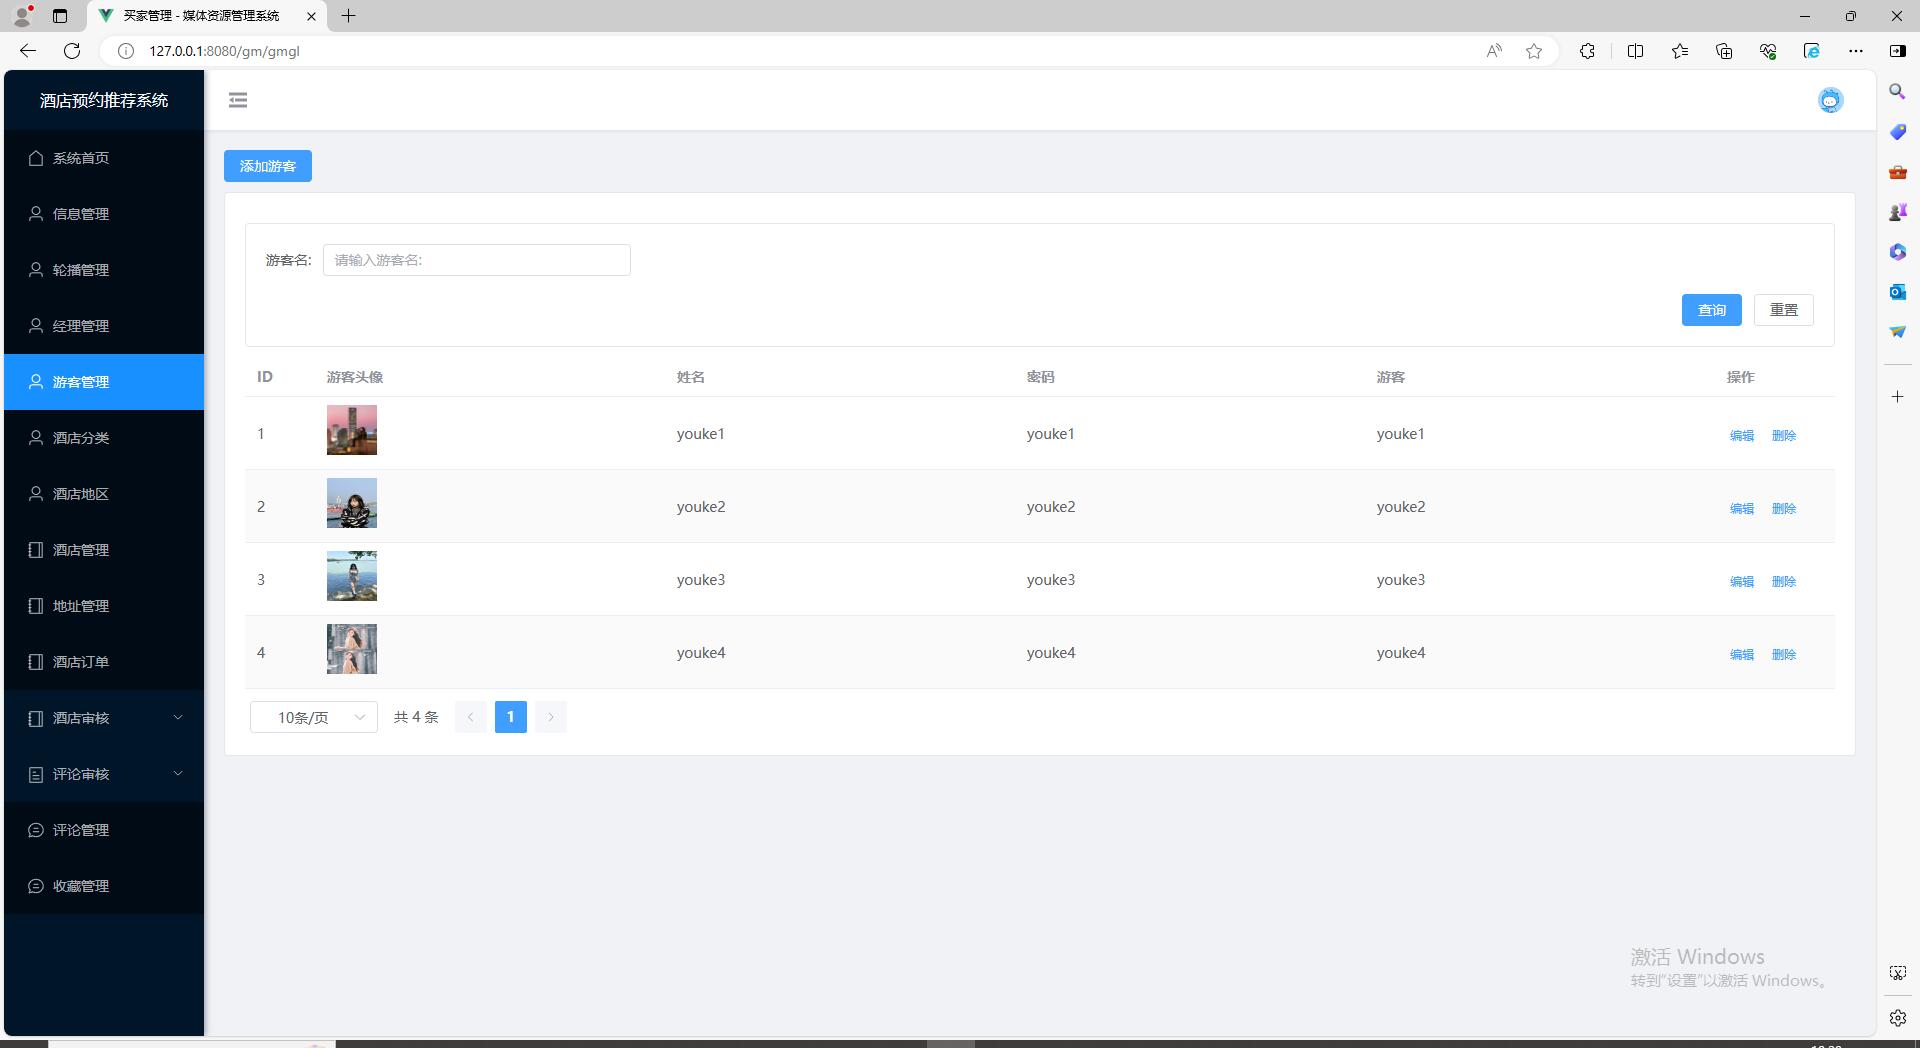 买家管理 - 媒体资源管理系统
127.0.0.1:8080/gm/gmgl
酒店预约推荐系统
系统首页
信息管理
轮播管理
经理管理
游客管理
酒店分类
酒店地区
酒店管理
地址管理
酒店订单
酒店审核
评论审核
评论管理
收藏管理
添加游客
游客名: 请输入游客名:
查询 重置
ID 游客头像 姓名 密码 游客 操作
1 youke1 youke1 youke1 编辑 删除
2 youke2 youke2 youke2 编辑 删除
3 youke3 youke3 youke3 编辑 删除
4 youke4 youke4 youke4 编辑 删除
10条/页 共 4 条 1
激活 Windows
转到"设置"以激活 Windows。